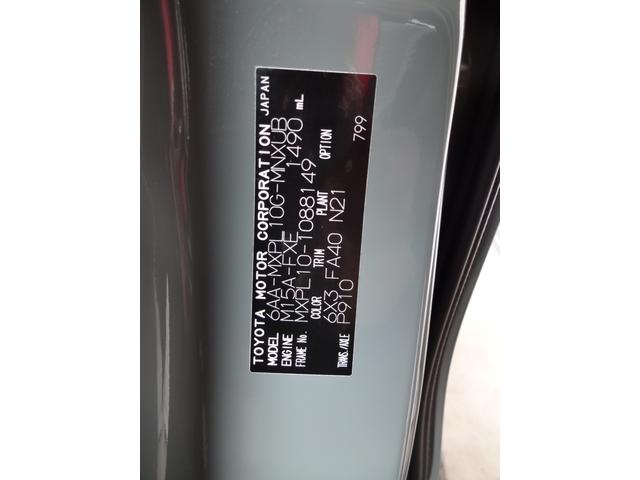 TOYOTA MOTOR CORPORATION JAPAN
MODEL 6AA-MXPL10G-MNXUB
ENGINE M15A-FXE 1490 mL
FRAME No. MXPL10-1088149
COLOR TRIM PLANT OPTION
6X3 FA40 N21 799
TRANS./AXLE P910